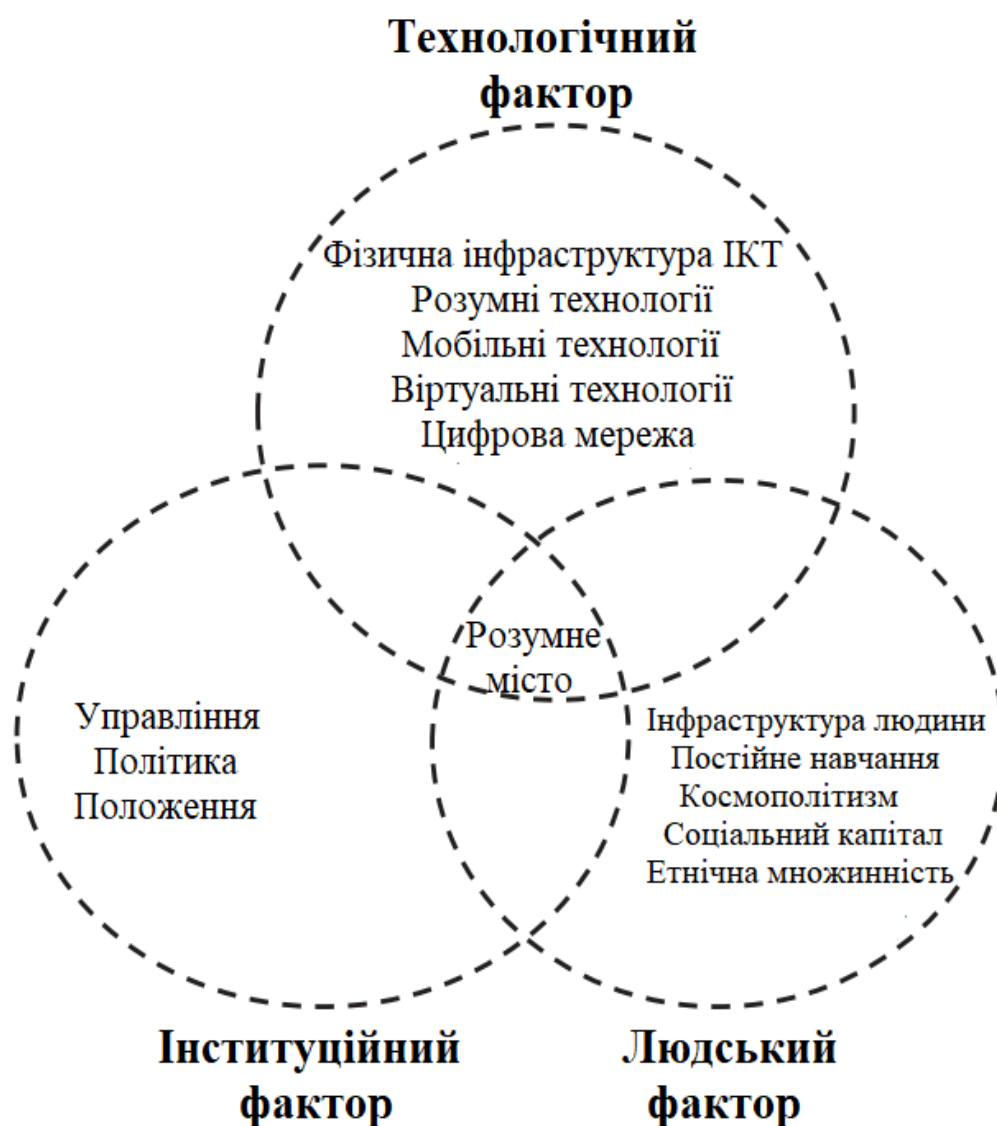 Технологічний
фактор
Фізична інфраструктура ІКТ
Розумні технології
Мобільні технології
Віртуальні технології
Цифрова мережа
Розумне
місто
Управління
Політика
Положення
Інфраструктура людини
Постійне навчання
Космополітизм
Соціальний капітал
Етнічна множинність
Інституційний
фактор
Людський
фактор